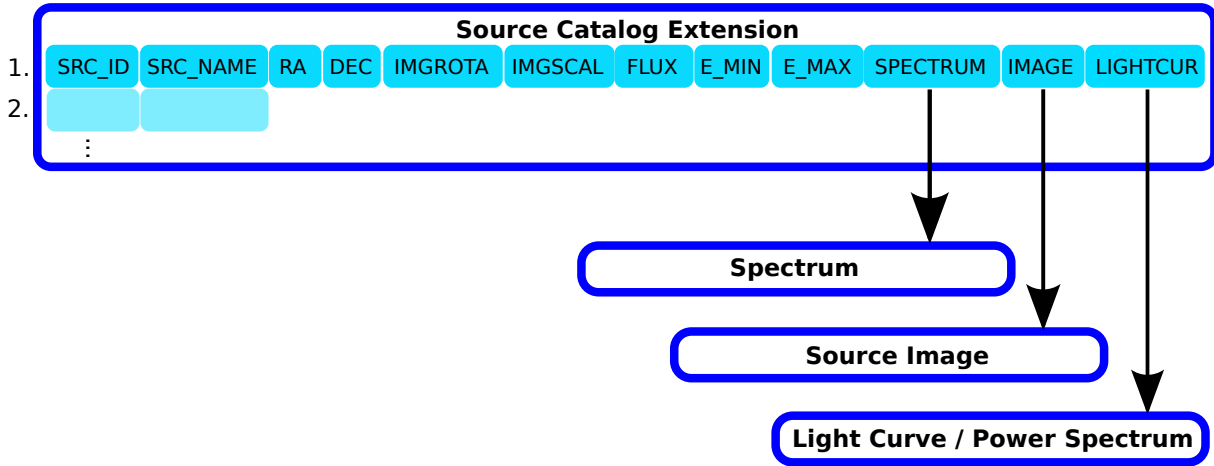 Source Catalog Extension
1. SRC_ID SRC_NAME RA DEC IMGROTA IMGSCAL FLUX E_MIN E_MAX SPECTRUM IMAGE LIGHTCUR
2.
⋮
Spectrum
Source Image
Light Curve / Power Spectrum